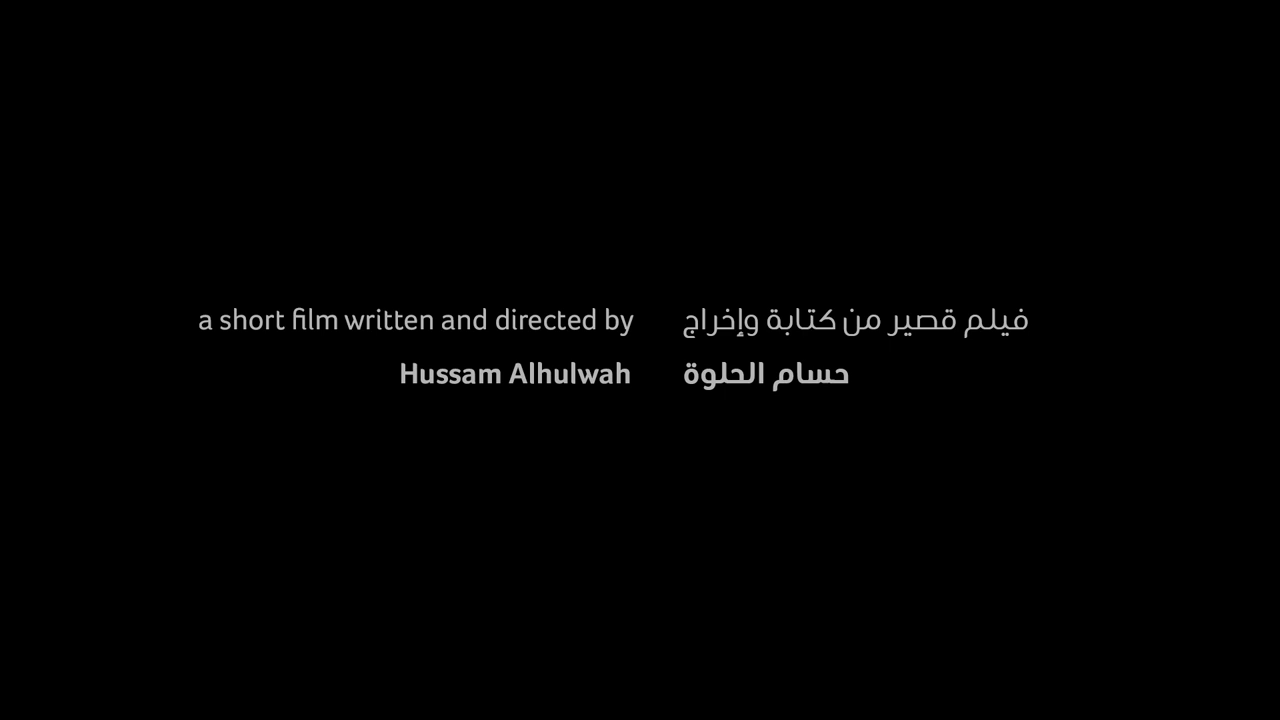 a short film written and directed by فيلم قصير من كتابة وإخراج
Hussam Alhulwah حسام الحلوة